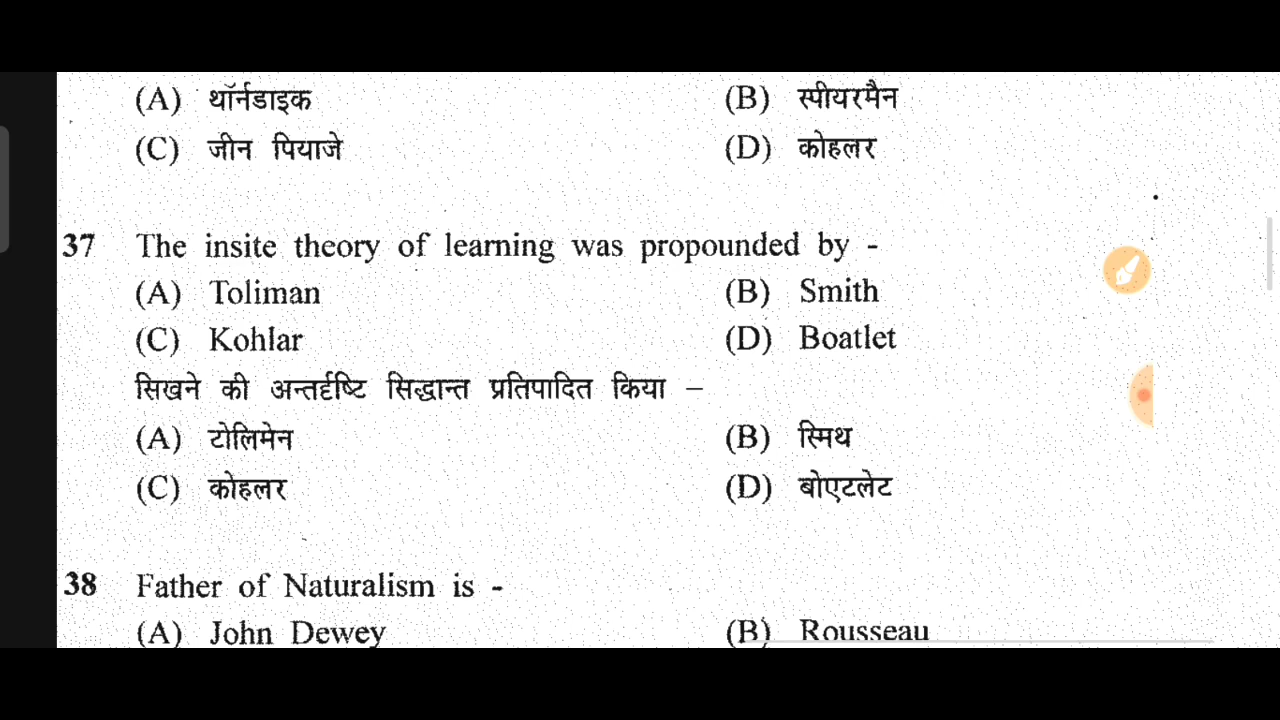 (A) थॉर्नडाइक (B) स्पीयरमैन
(C) जीन पियाजे (D) कोहलर
37 The insite theory of learning was propounded by -
(A) Toliman (B) Smith
(C) Kohlar (D) Boatlet
सिखने की अन्तर्दृष्टि सिद्धान्त प्रतिपादित किया –
(A) टोलिमेन (B) स्मिथ
(C) कोहलर (D) बोएटलेट
38 Father of Naturalism is -
(A) John Dewey (B) Rousseau